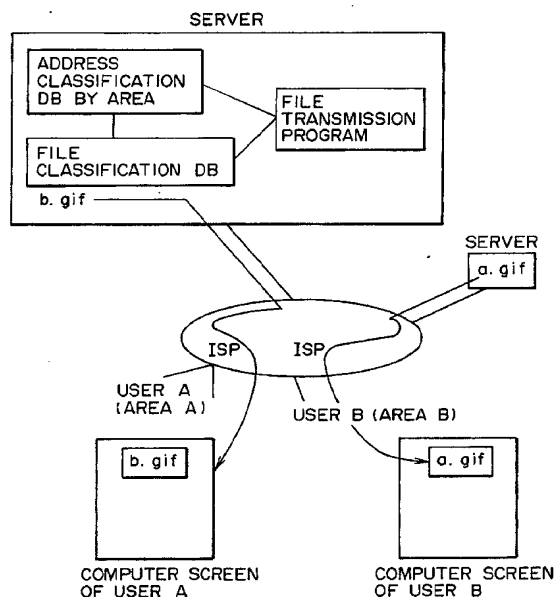 SERVER
ADDRESS
CLASSIFICATION
DB BY AREA
FILE
TRANSMISSION
PROGRAM
FILE
CLASSIFICATION DB
b. gif
SERVER
a. gif
ISP
ISP
USER A
(AREA A)
USER B (AREA B)
b. gif
a. gif
COMPUTER SCREEN
OF USER A
COMPUTER SCREEN
OF USER B